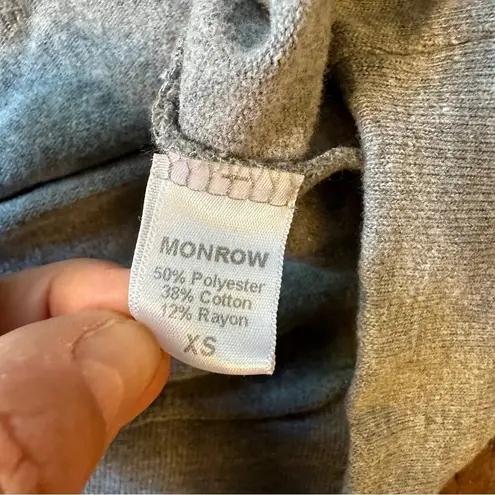 MONROW
50% Polyester
38% Cotton
12% Rayon
XS